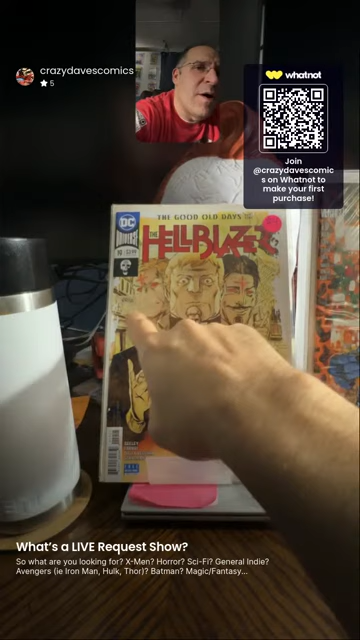 crazydavescomics
★ 5
whatnot
Join
@crazydavescomic
s on Whatnot to
make your first
purchase!
THE GOOD OLD DAYS
DC
UNIVERSE
THE
HELLBLAZER
What's a LIVE Request Show?
So what are you looking for? X-Men? Horror? Sci-Fi? General Indie?
Avengers (ie Iron Man, Hulk, Thor)? Batman? Magic/Fantasy...